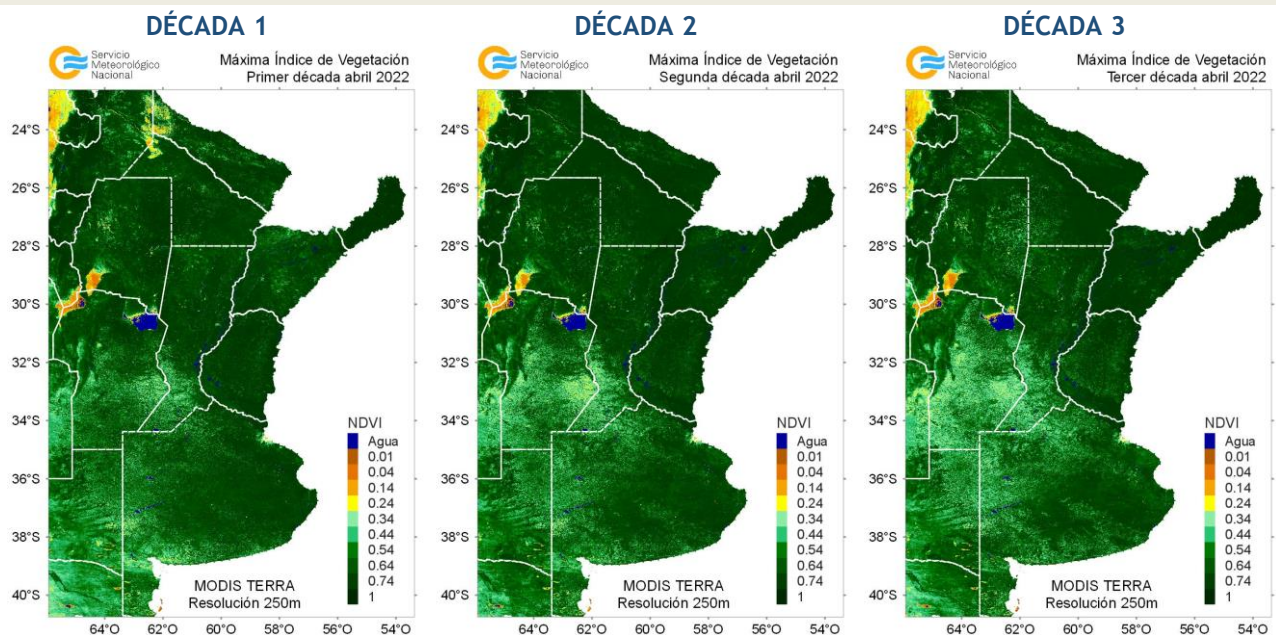 DÉCADA 1
Servicio
Meteorológico
Nacional
Máxima Índice de Vegetación
Primer década abril 2022
24°S
26°S
28°S
30°S
32°S
34°S
36°S
38°S
40°S
NDVI
Agua
0.01
0.04
0.14
0.24
0.34
0.44
0.54
0.64
0.74
1
MODIS TERRA
Resolución 250m
64°O 62°O 60°O 58°O 56°O 54°O
DÉCADA 2
Servicio
Meteorológico
Nacional
Máxima Índice de Vegetación
Segunda década abril 2022
24°S
26°S
28°S
30°S
32°S
34°S
36°S
38°S
40°S
NDVI
Agua
0.01
0.04
0.14
0.24
0.34
0.44
0.54
0.64
0.74
1
MODIS TERRA
Resolución 250m
64°O 62°O 60°O 58°O 56°O 54°O
DÉCADA 3
Servicio
Meteorológico
Nacional
Máxima Índice de Vegetación
Tercer década abril 2022
24°S
26°S
28°S
30°S
32°S
34°S
36°S
38°S
40°S
NDVI
Agua
0.01
0.04
0.14
0.24
0.34
0.44
0.54
0.64
0.74
1
MODIS TERRA
Resolución 250m
64°O 62°O 60°O 58°O 56°O 54°O